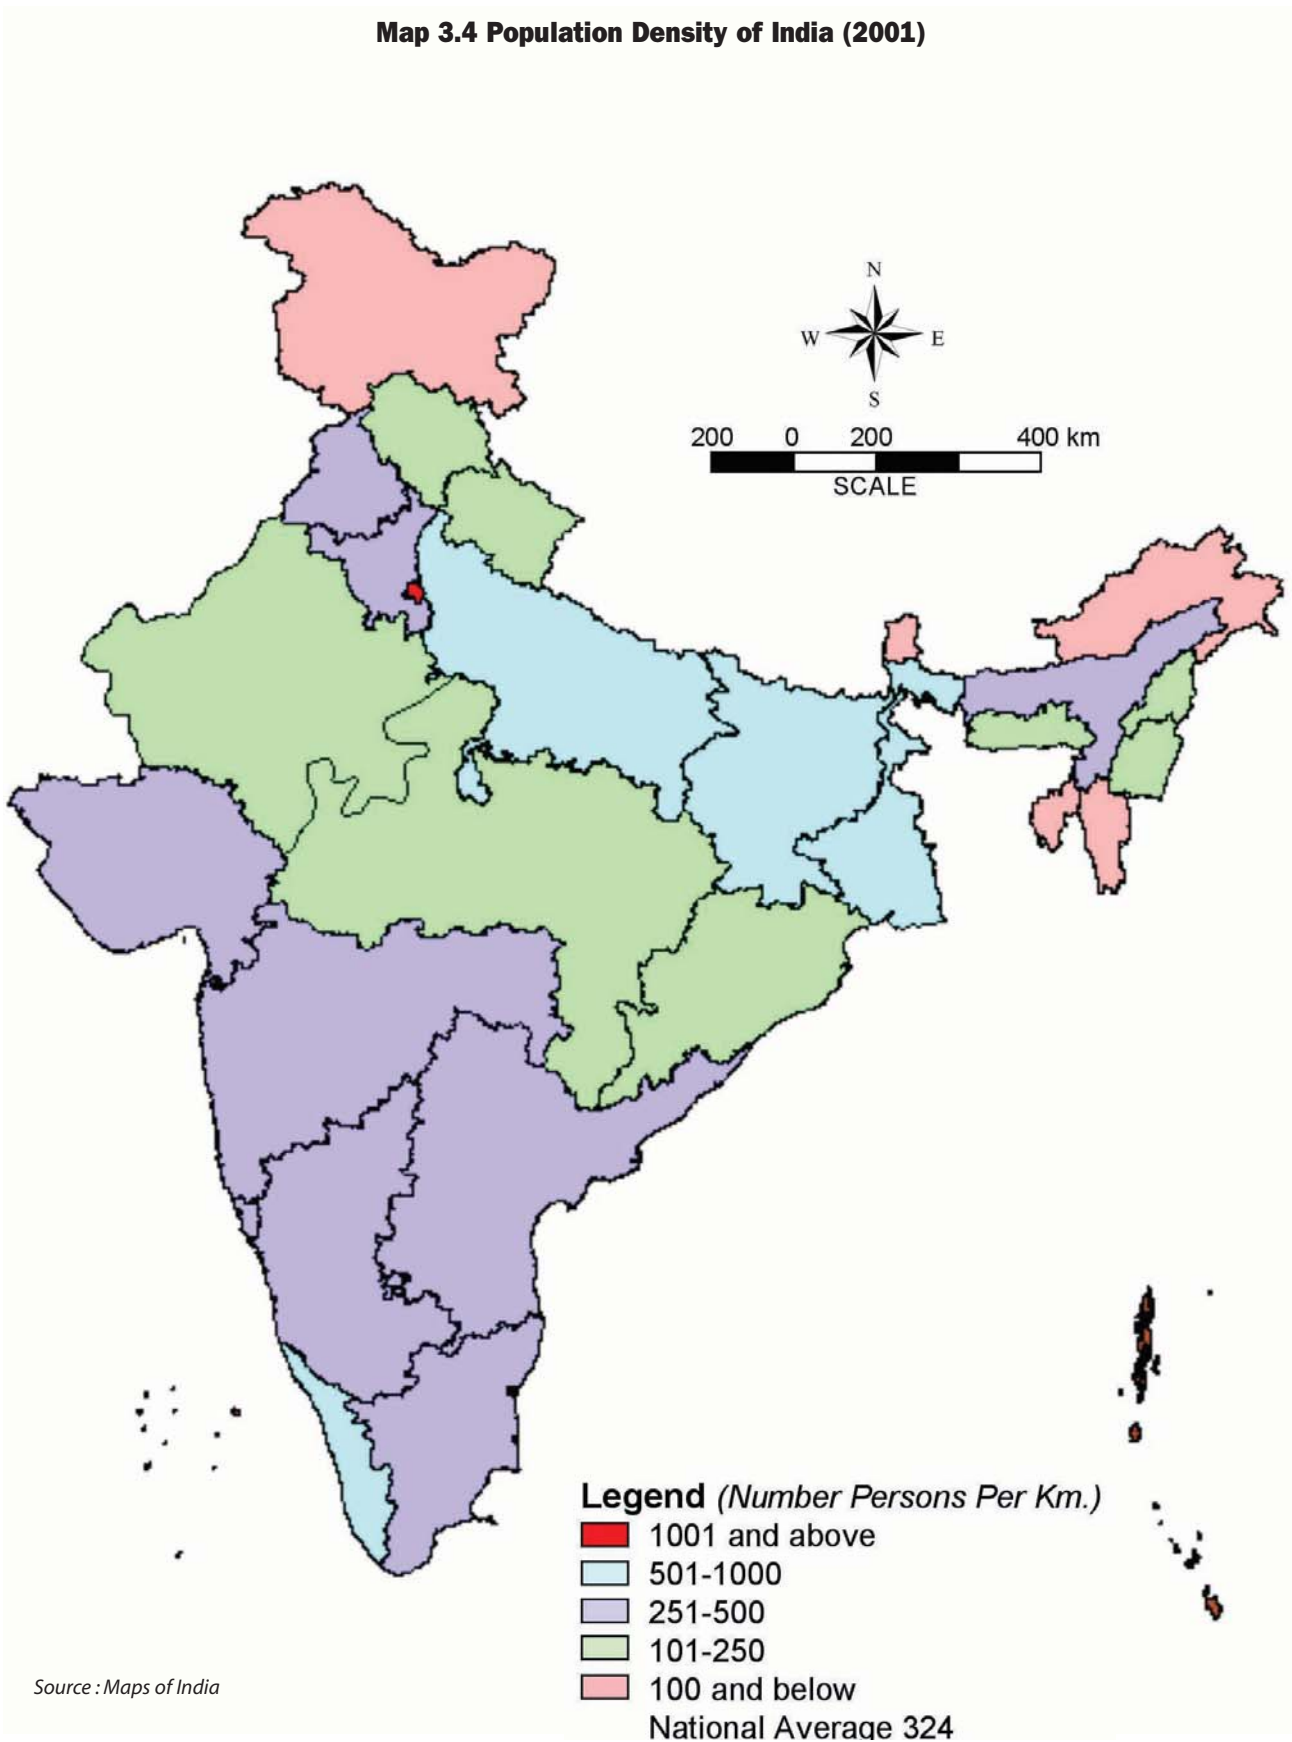 Map 3.4 Population Density of India (2001)
N
W E
S
200 0 200 400 km
SCALE
Legend (Number Persons Per Km.)
1001 and above
501-1000
251-500
101-250
100 and below
National Average 324
Source : Maps of India